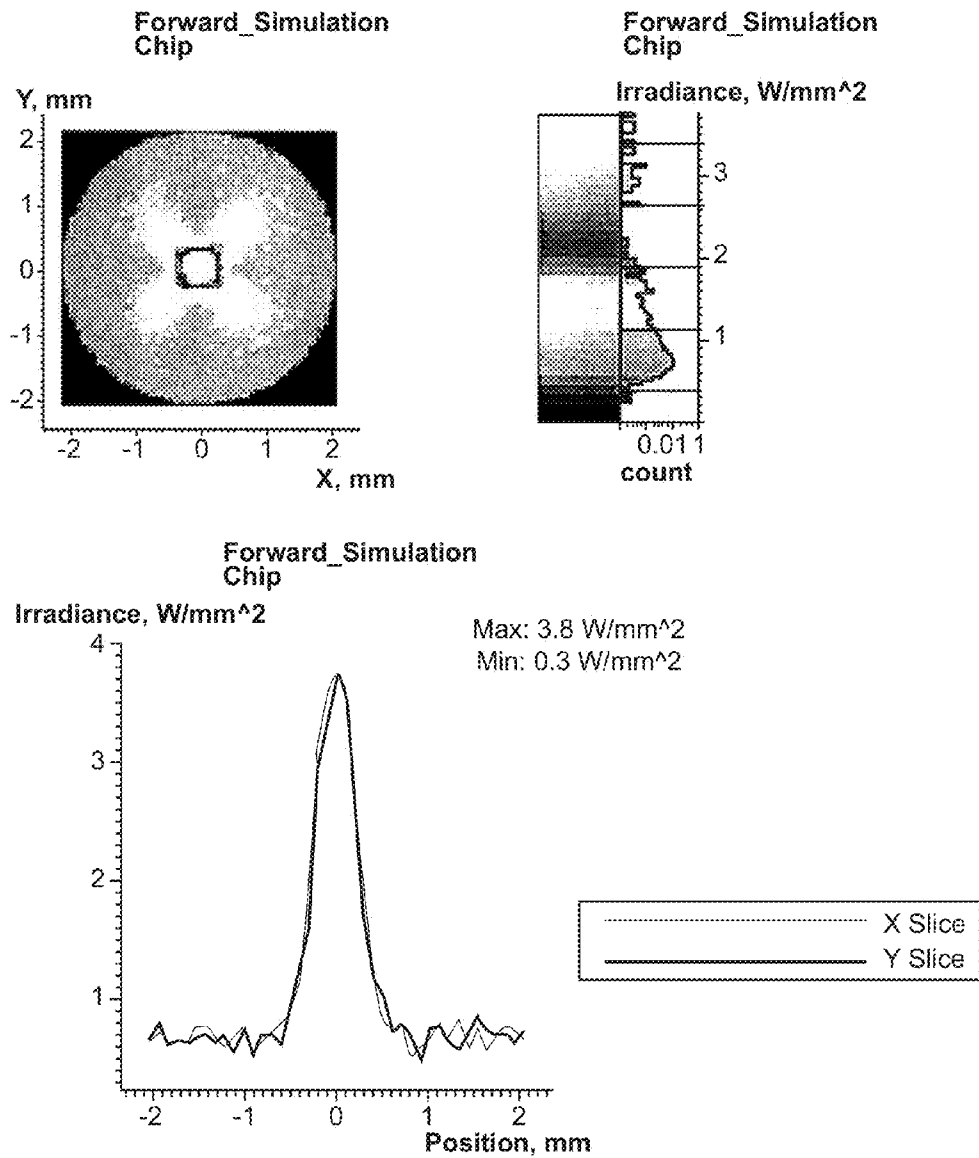 Forward_Simulation
Chip
Y, mm
2
1
0
-1
-2
-2 -1 0 1 2
X, mm
Forward_Simulation
Chip
Irradiance, W/mm^2
3
2
1
0.01 1
count
Forward_Simulation
Chip
Irradiance, W/mm^2
Max: 3.8 W/mm^2
Min: 0.3 W/mm^2
4
3
2
1
-2 -1 0 1 2
Position, mm
X Slice
Y Slice